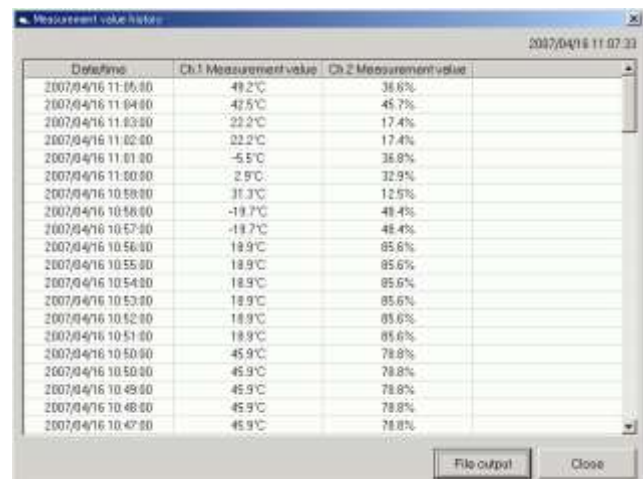 Measurement value history
2007/04/16 11:07:33
Date/time Ch.1 Measurement value Ch.2 Measurement value
2007/04/16 11:05:00 49.2°C 36.6%
2007/04/16 11:04:00 42.5°C 45.7%
2007/04/16 11:03:00 22.2°C 17.4%
2007/04/16 11:02:00 22.2°C 17.4%
2007/04/16 11:01:00 -5.5°C 36.8%
2007/04/16 11:00:00 2.9°C 32.9%
2007/04/16 10:59:00 31.3°C 12.5%
2007/04/16 10:58:00 -19.7°C 48.4%
2007/04/16 10:57:00 -19.7°C 48.4%
2007/04/16 10:56:00 18.9°C 85.6%
2007/04/16 10:55:00 18.9°C 85.6%
2007/04/16 10:54:00 18.9°C 85.6%
2007/04/16 10:53:00 18.9°C 85.6%
2007/04/16 10:52:00 18.9°C 85.6%
2007/04/16 10:51:00 18.9°C 85.6%
2007/04/16 10:50:00 45.9°C 78.8%
2007/04/16 10:50:00 45.9°C 78.8%
2007/04/16 10:49:00 45.9°C 78.8%
2007/04/16 10:48:00 45.9°C 78.8%
2007/04/16 10:47:00 45.9°C 78.8%
File output Close